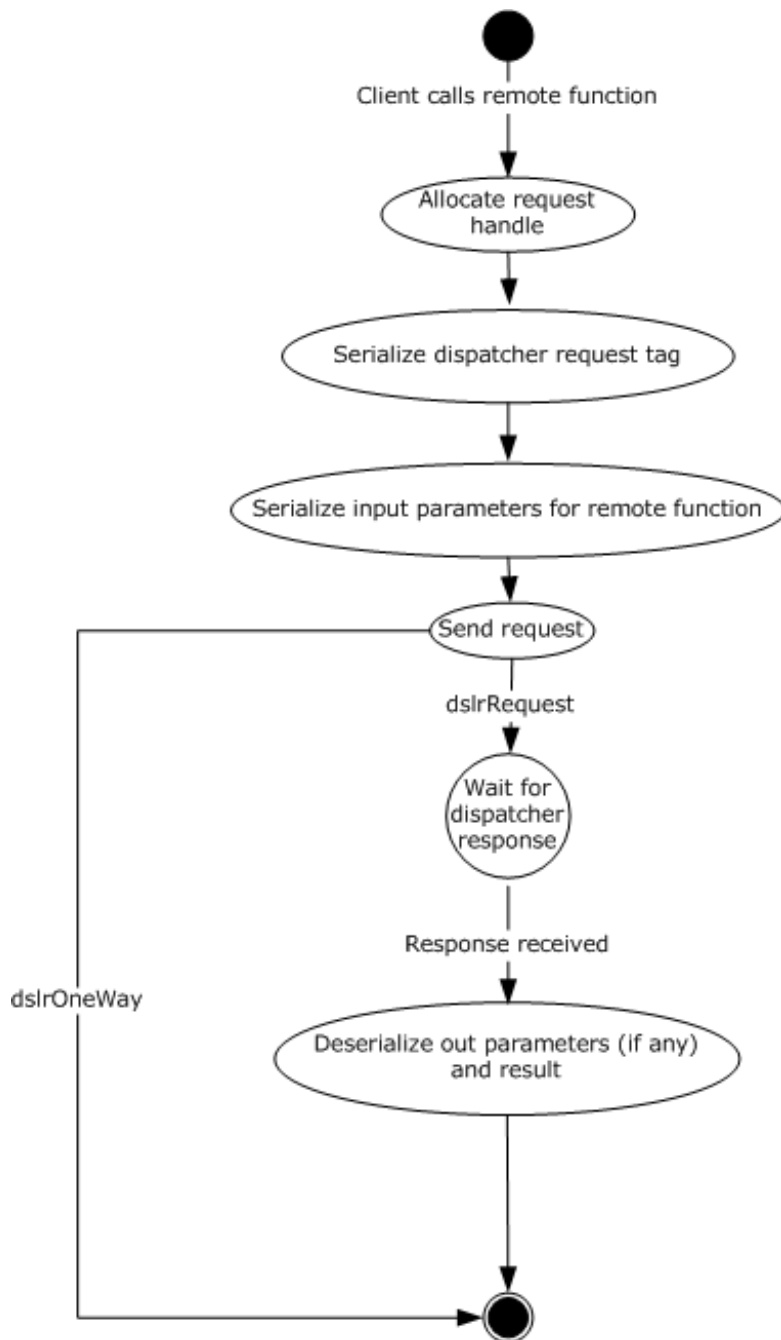 Client calls remote function
Allocate request
handle
Serialize dispatcher request tag
Serialize input parameters for remote function
Send request
dslrRequest
Wait for
dispatcher
response
Response received
dslrOneWay
Deserialize out parameters (if any)
and result